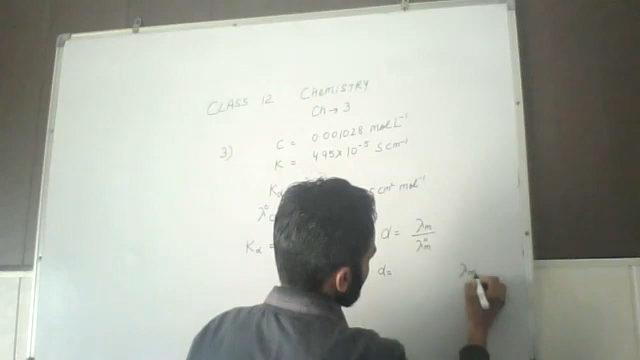 CLASS 12 CHEMISTRY
Ch → 3
3) C = 0.001028 mol L⁻¹
K = 4.95 × 10⁻⁵ S cm⁻¹
S cm² mol⁻¹
λ°
α = λm / λ°m
α = λm